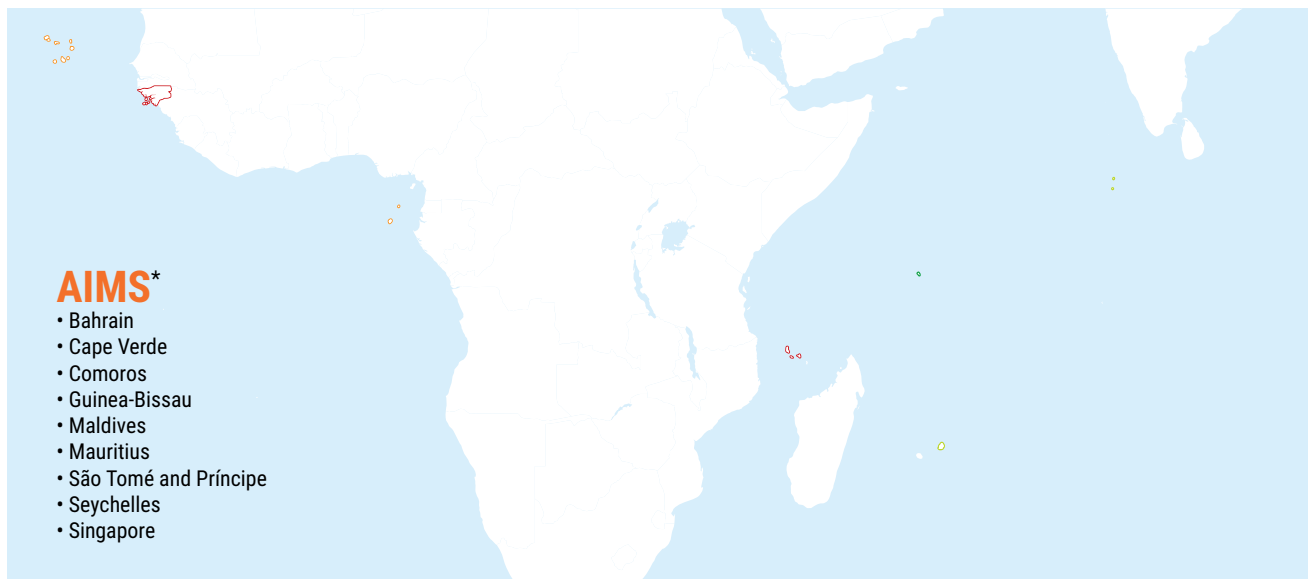 AIMS*
• Bahrain
• Cape Verde
• Comoros
• Guinea-Bissau
• Maldives
• Mauritius
• São Tomé and Príncipe
• Seychelles
• Singapore